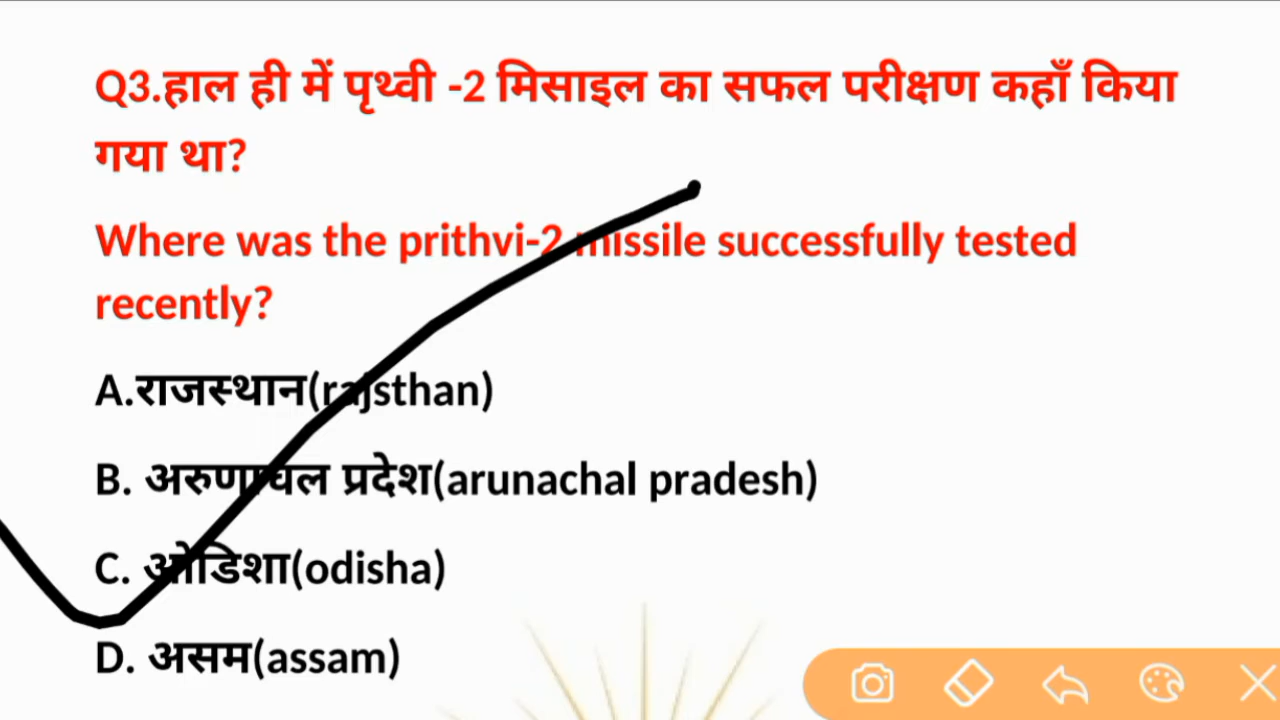 Q3.हाल ही में पृथ्वी -2 मिसाइल का सफल परीक्षण कहाँ किया
गया था?
Where was the prithvi-2 missile successfully tested
recently?
A.राजस्थान(rajsthan)
B. अरुणाचल प्रदेश(arunachal pradesh)
C. ओडिशा(odisha)
D. असम(assam)